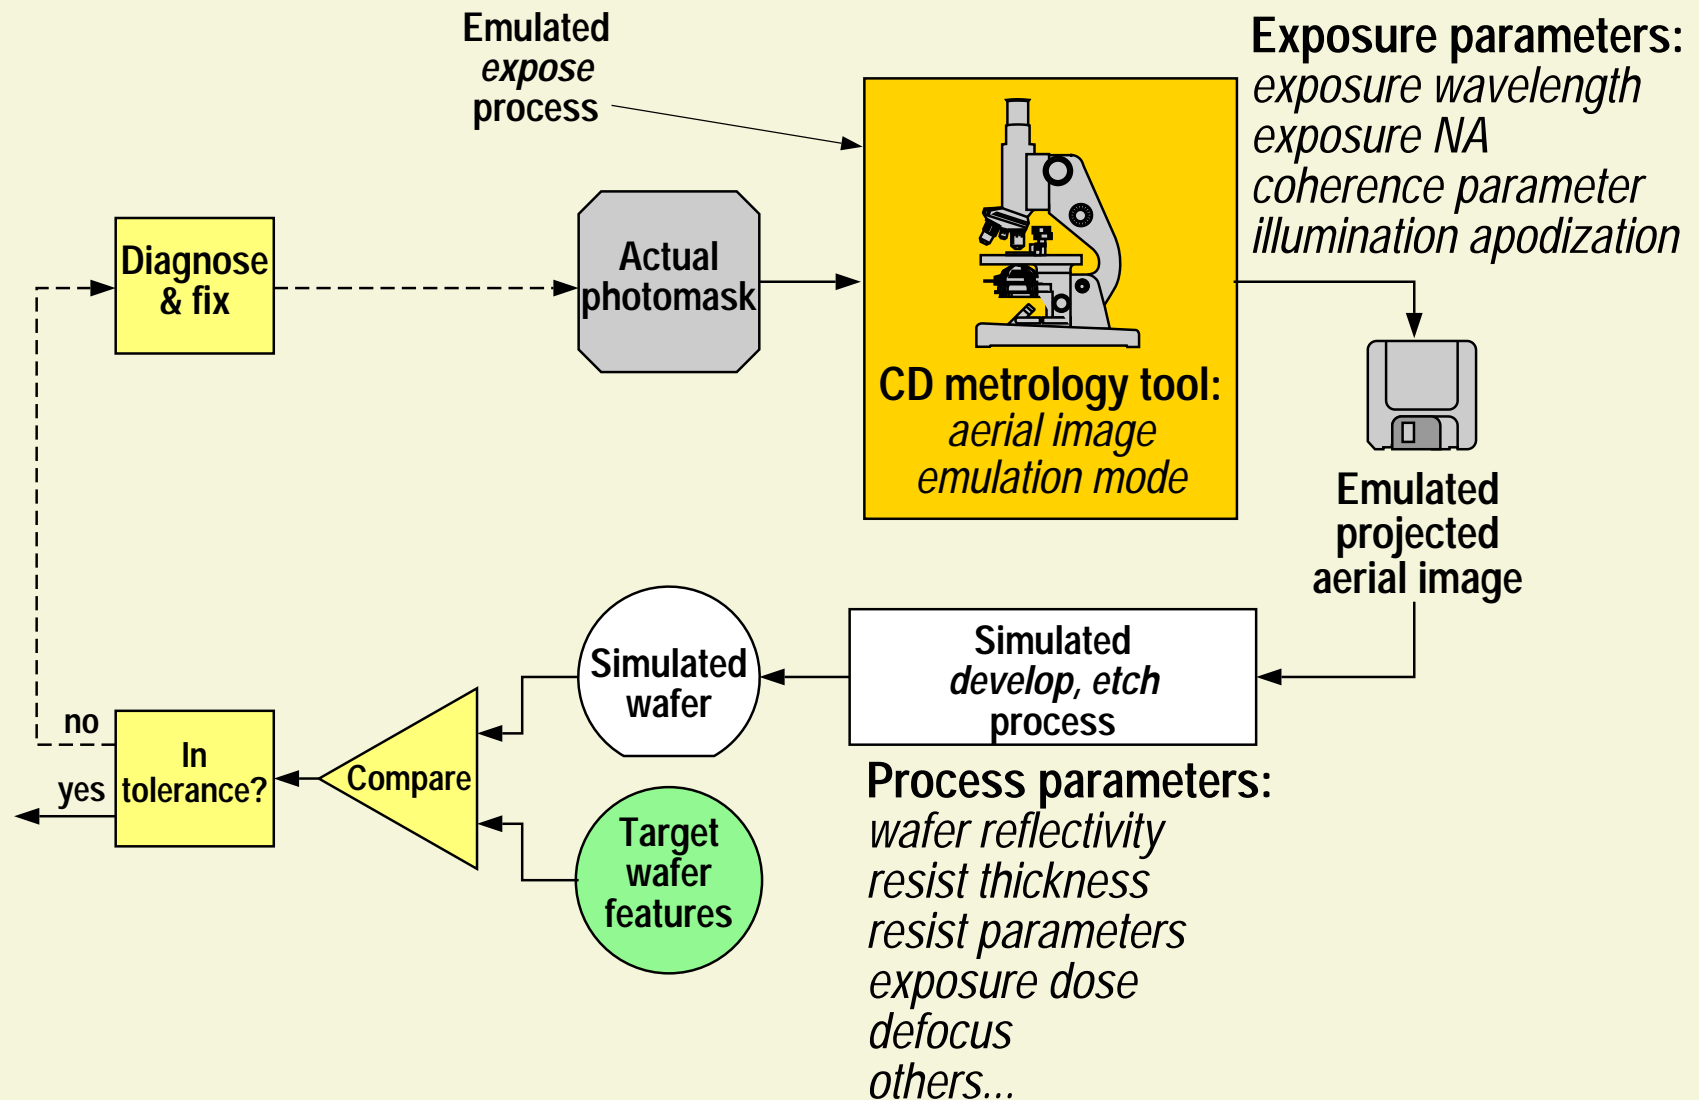 Emulated
expose
process
Exposure parameters:
exposure wavelength
exposure NA
coherence parameter
illumination apodization
Diagnose
& fix
Actual
photomask
CD metrology tool:
aerial image
emulation mode
Emulated
projected
aerial image
Simulated
develop, etch
process
Simulated
wafer
Compare
In
tolerance?
no
yes
Target
wafer
features
Process parameters:
wafer reflectivity
resist thickness
resist parameters
exposure dose
defocus
others...